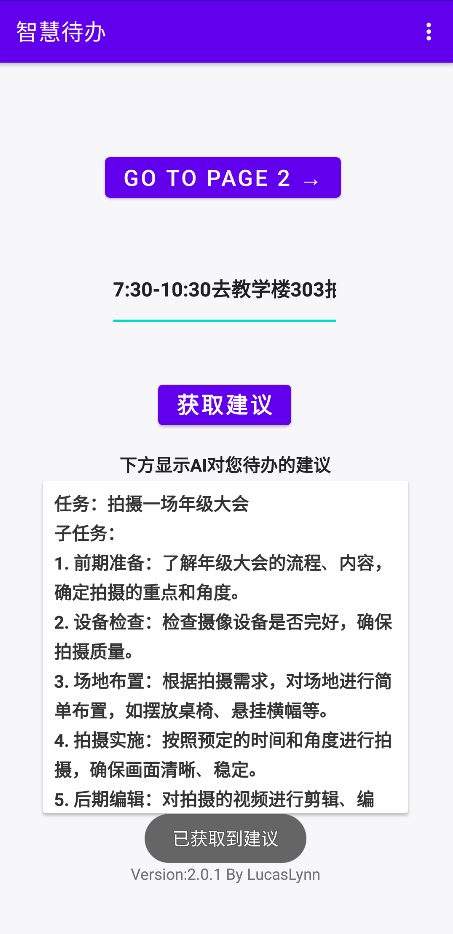 智慧待办
GO TO PAGE 2 →
7:30-10:30去教学楼303
获取建议
下方显示AI对您待办的建议
任务：拍摄一场年级大会
子任务：
1. 前期准备：了解年级大会的流程、内容，
确定拍摄的重点和角度。
2. 设备检查：检查摄像设备是否完好，确保
拍摄质量。
3. 场地布置：根据拍摄需求，对场地进行简
单布置，如摆放桌椅、悬挂横幅等。
4. 拍摄实施：按照预定的时间和角度进行拍
摄，确保画面清晰、稳定。
5. 后期编辑：对拍摄的视频进行剪辑、编
已获取到建议
Version:2.0.1 By LucasLynn